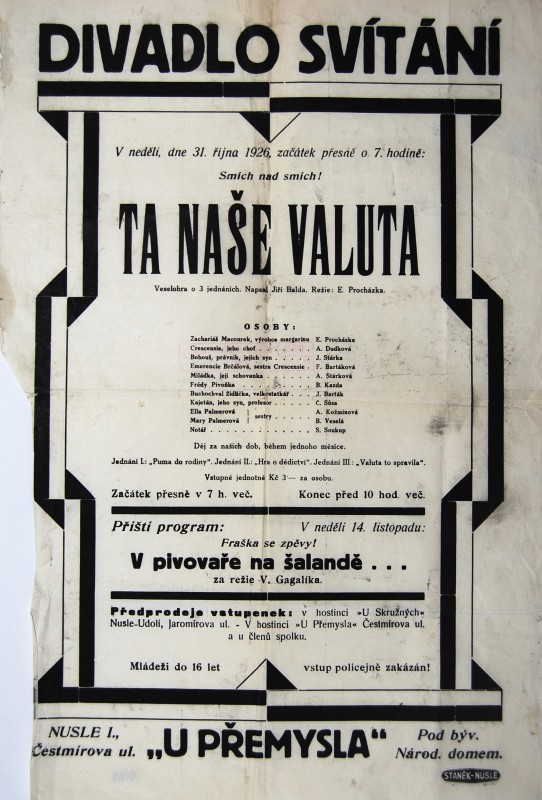 DIVADLO SVÍTÁNÍ
V neděli, dne 31. října 1926, začátek přesně o 7. hodině:
Smích nad smích!
TA NAŠE VALUTA
Veselohra o 3 jednáních. Napsal Jiří Balda. Režie: E. Procházka.
OSOBY:
Zachariáš Macourek, výrobce margarinu E. Procházka
Crescensie, jeho choť . . . . . . . A. Dudková
Bohouš, právník, jejich syn . . . . . J. Stárka
Emerencie Brčálová, sestra Crescensie . F. Bartáková
Miládka, její schovanka . . . . . . A. Stárková
Frédy Pivoňka . . . . . . . . . B. Kazda
Buchochval židlička, velkostatkář . . . J. Barták
Kajetán, jeho syn, profesor . . . . . Č. Sůsa
Ella Palmerová } sestry . . . . . A. Kožmínová
Mary Palmerová } B. Veselá
Notář . . . . . . . . . . . . S. Soukup
Děj za našich dob, během jednoho měsíce.
Jednání I.: „Puma do rodiny". Jednání II.: „Hra o dědictví". Jednání III.: „Valuta to spravila".
Vstupné jednotné Kč 3·— za osobu.
Začátek přesně v 7 h. več. Konec před 10 hod. več.
Příští program: V neděli 14. listopadu:
Fraška se zpěvy!
V pivovaře na šalandě . . .
za režie V. Gagalíka.
Předprodeje vstupenek: v hostinci »U Skružných«
Nusle-Udolí, Jaromírova ul. - V hostinci »U Přemysla« Čestmírova ul.
a u členů spolku.
Mládeži do 16 let vstup policejně zakázán!
NUSLE I., Čestmírova ul. „U PŘEMYSLA" Pod býv. Národ. domem.
STANĚK-NUSLE